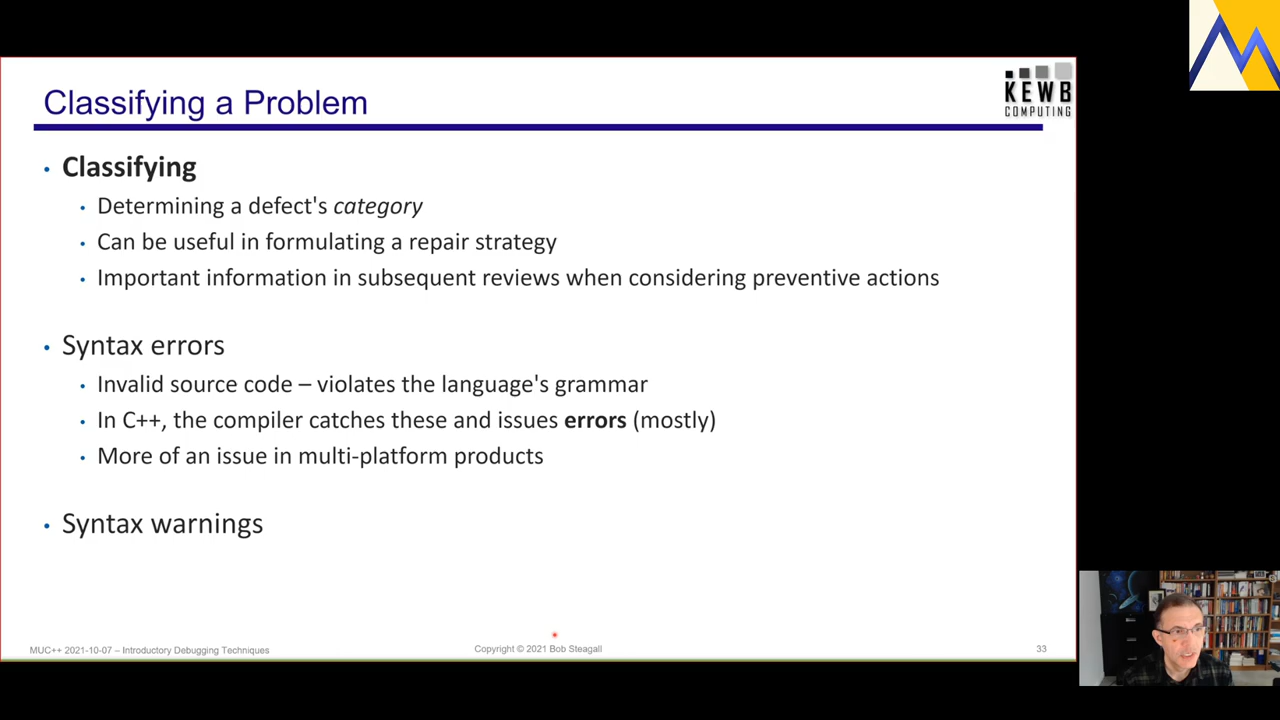 Classifying a Problem
KEWB
COMPUTING
• Classifying
• Determining a defect's category
• Can be useful in formulating a repair strategy
• Important information in subsequent reviews when considering preventive actions
• Syntax errors
• Invalid source code – violates the language's grammar
• In C++, the compiler catches these and issues errors (mostly)
• More of an issue in multi-platform products
• Syntax warnings
MUC++ 2021-10-07 – Introductory Debugging Techniques
Copyright © 2021 Bob Steagall
33